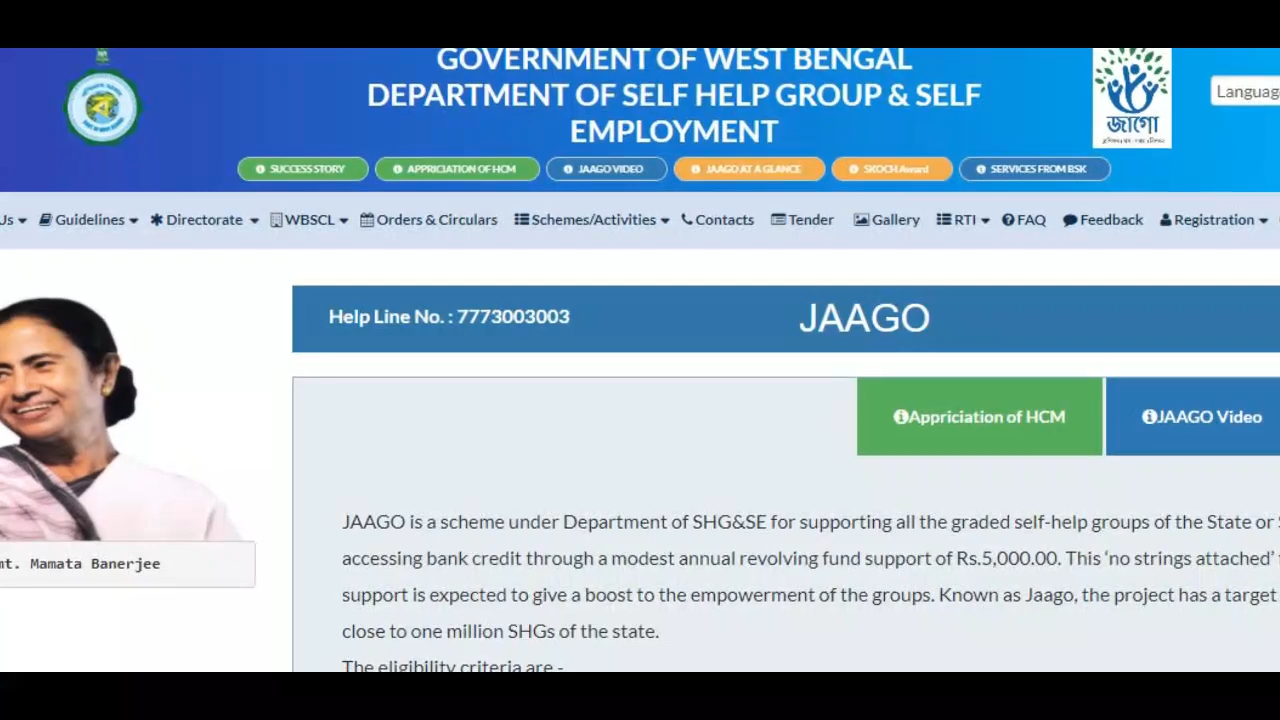 GOVERNMENT OF WEST BENGAL
DEPARTMENT OF SELF HELP GROUP & SELF
EMPLOYMENT
জাগো
Languag
SUCCESS STORY
APPRICIATION OF HCM
JAAGO VIDEO
JAAGO AT A GLANCE
SKOCH Award
SERVICES FROM BSK
Us Guidelines Directorate WBSCL Orders & Circulars Schemes/Activities Contacts Tender Gallery RTI FAQ Feedback Registration
Help Line No. : 7773003003
JAAGO
Appriciation of HCM
JAAGO Video
JAAGO is a scheme under Department of SHG&SE for supporting all the graded self-help groups of the State or
accessing bank credit through a modest annual revolving fund support of Rs.5,000.00. This ‘no strings attached’
support is expected to give a boost to the empowerment of the groups. Known as Jaago, the project has a target
close to one million SHGs of the state.
The eligibility criteria are -
mt. Mamata Banerjee